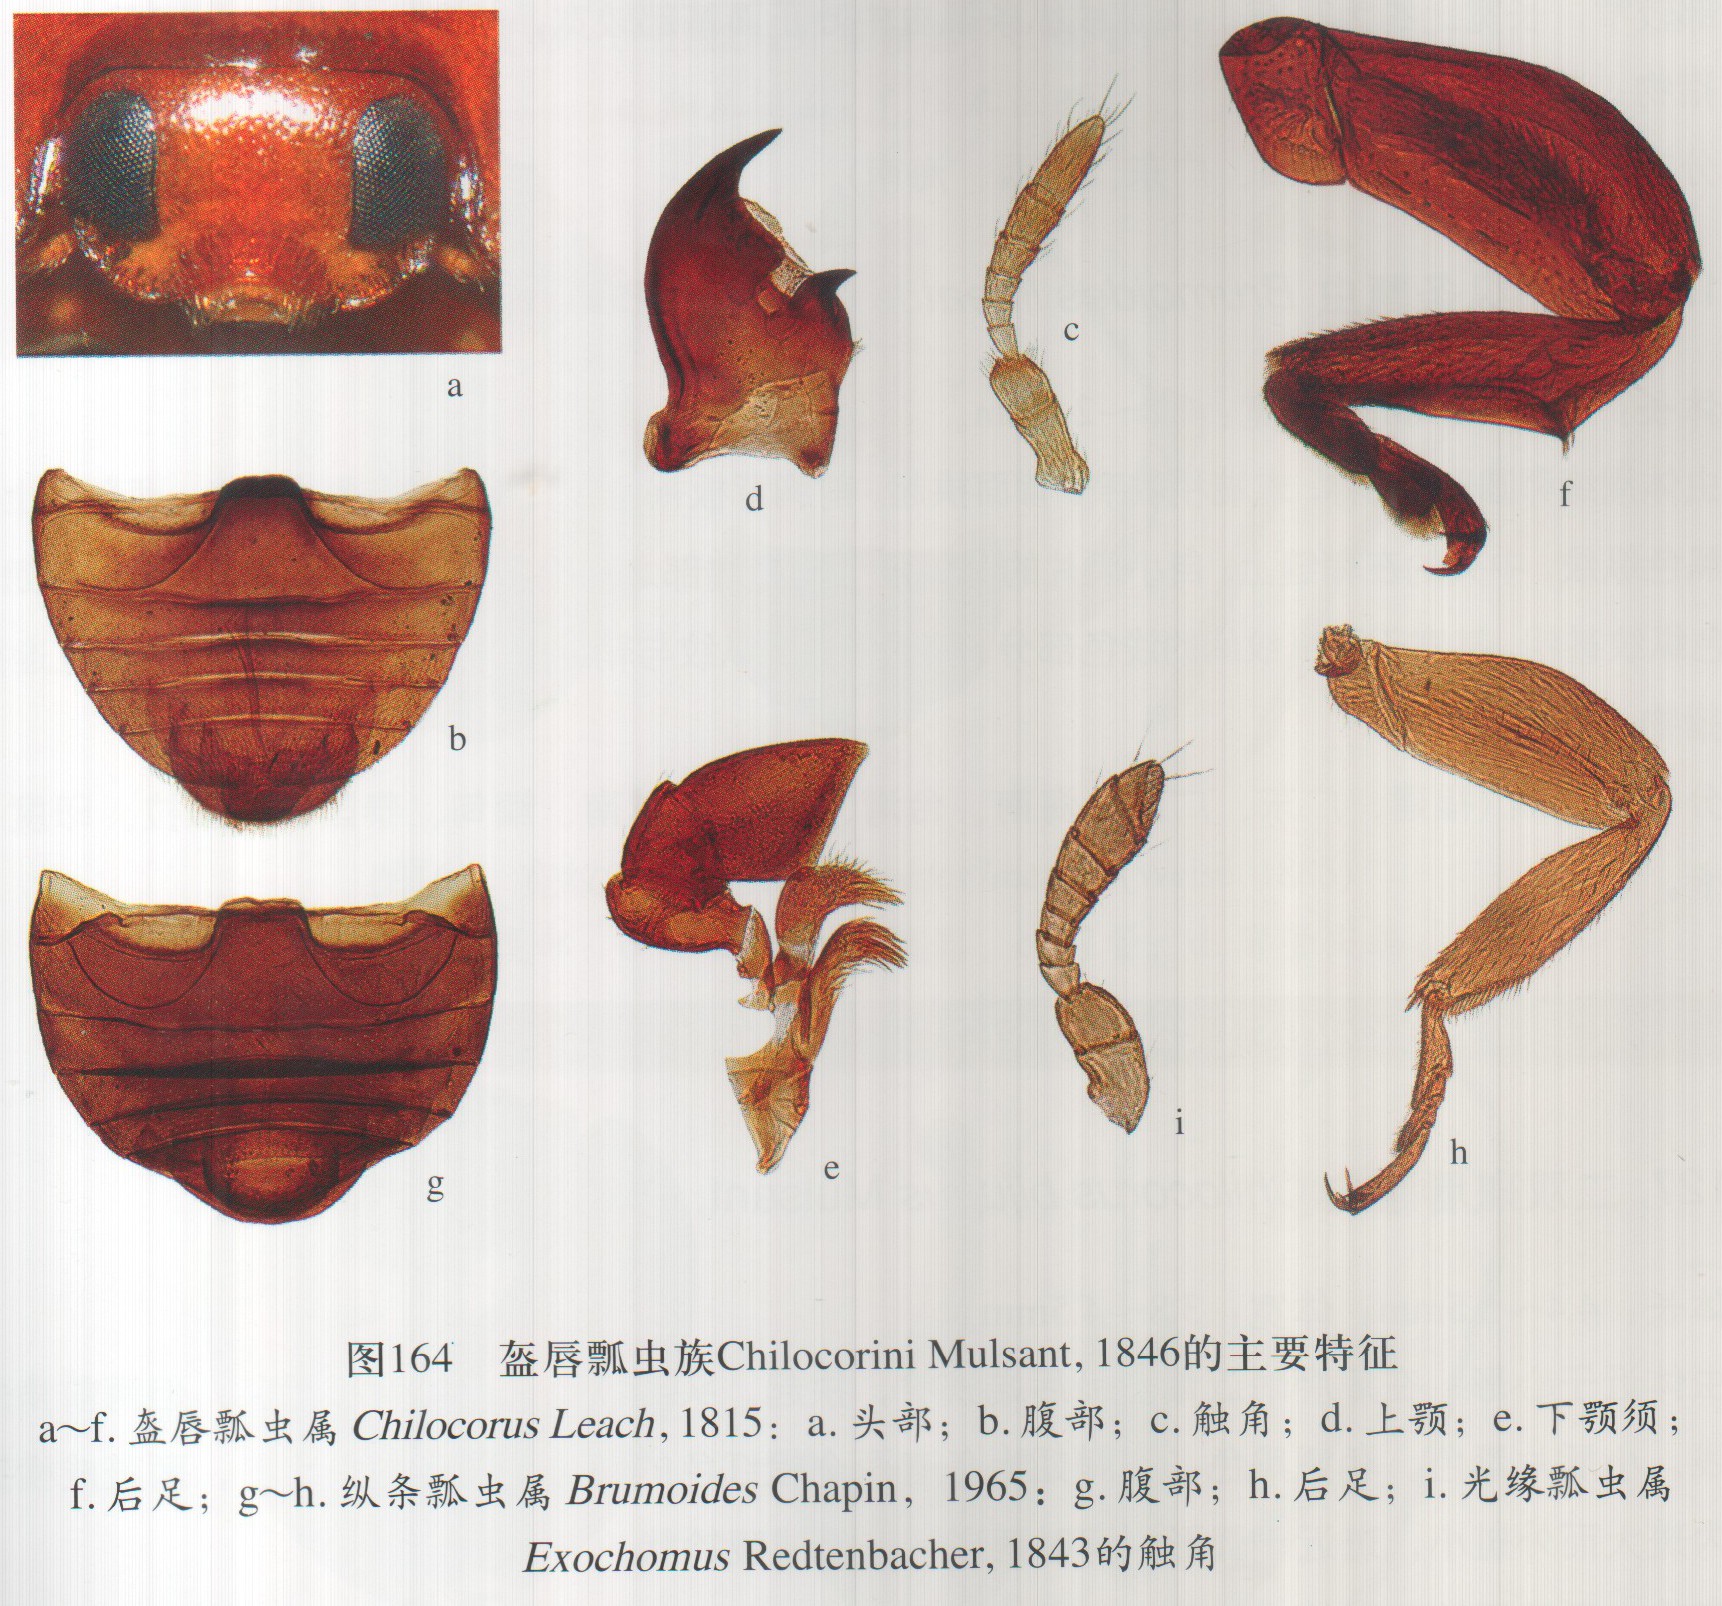 a
c
d
f
b
i
h
e
g
图164 盔唇瓢虫族Chilocorini Mulsant, 1846的主要特征
a~f. 盔唇瓢虫属 Chilocorus Leach, 1815：a. 头部；b. 腹部；c. 触角；d. 上颚；e. 下颚须；
f. 后足；g~h. 纵条瓢虫属 Brumoides Chapin, 1965：g. 腹部；h. 后足；i. 光缘瓢虫属
Exochomus Redtenbacher, 1843的触角